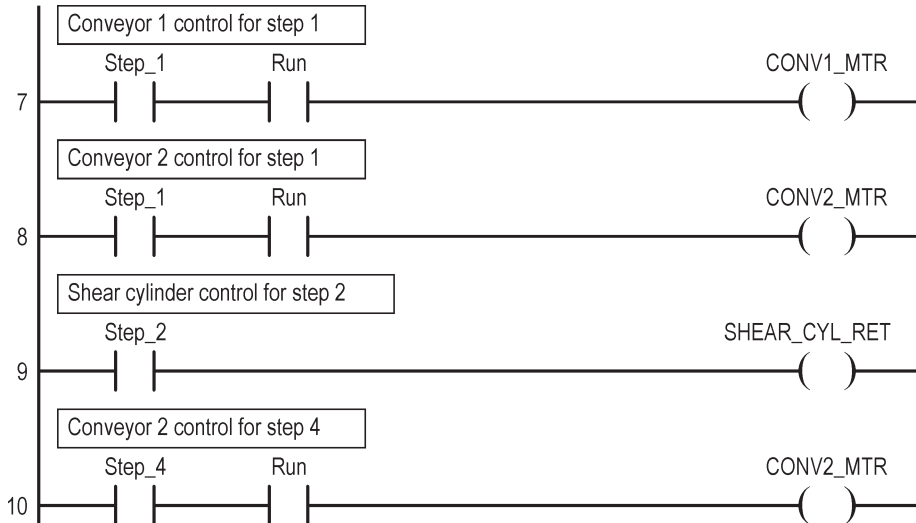 Conveyor 1 control for step 1
Step_1 Run CONV1_MTR
7
Conveyor 2 control for step 1
Step_1 Run CONV2_MTR
8
Shear cylinder control for step 2
Step_2 SHEAR_CYL_RET
9
Conveyor 2 control for step 4
Step_4 Run CONV2_MTR
10